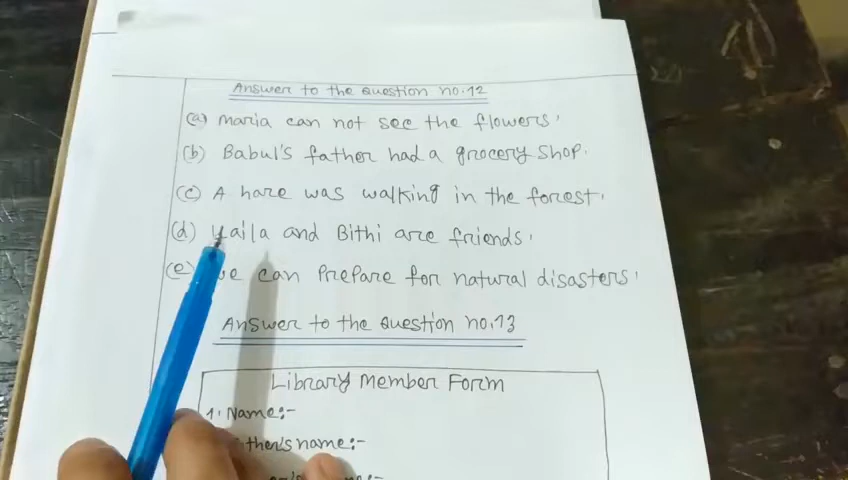 Answer to the Question no.12
(a) Maria can not see the flowers.
(b) Babul's father had a grocery shop.
(c) A hare was walking in the forest.
(d) and Bithi are friends.
(e) can prepare for natural disasters.
Answer to the question no.13
Library Member Form
1. Name:-
name:-